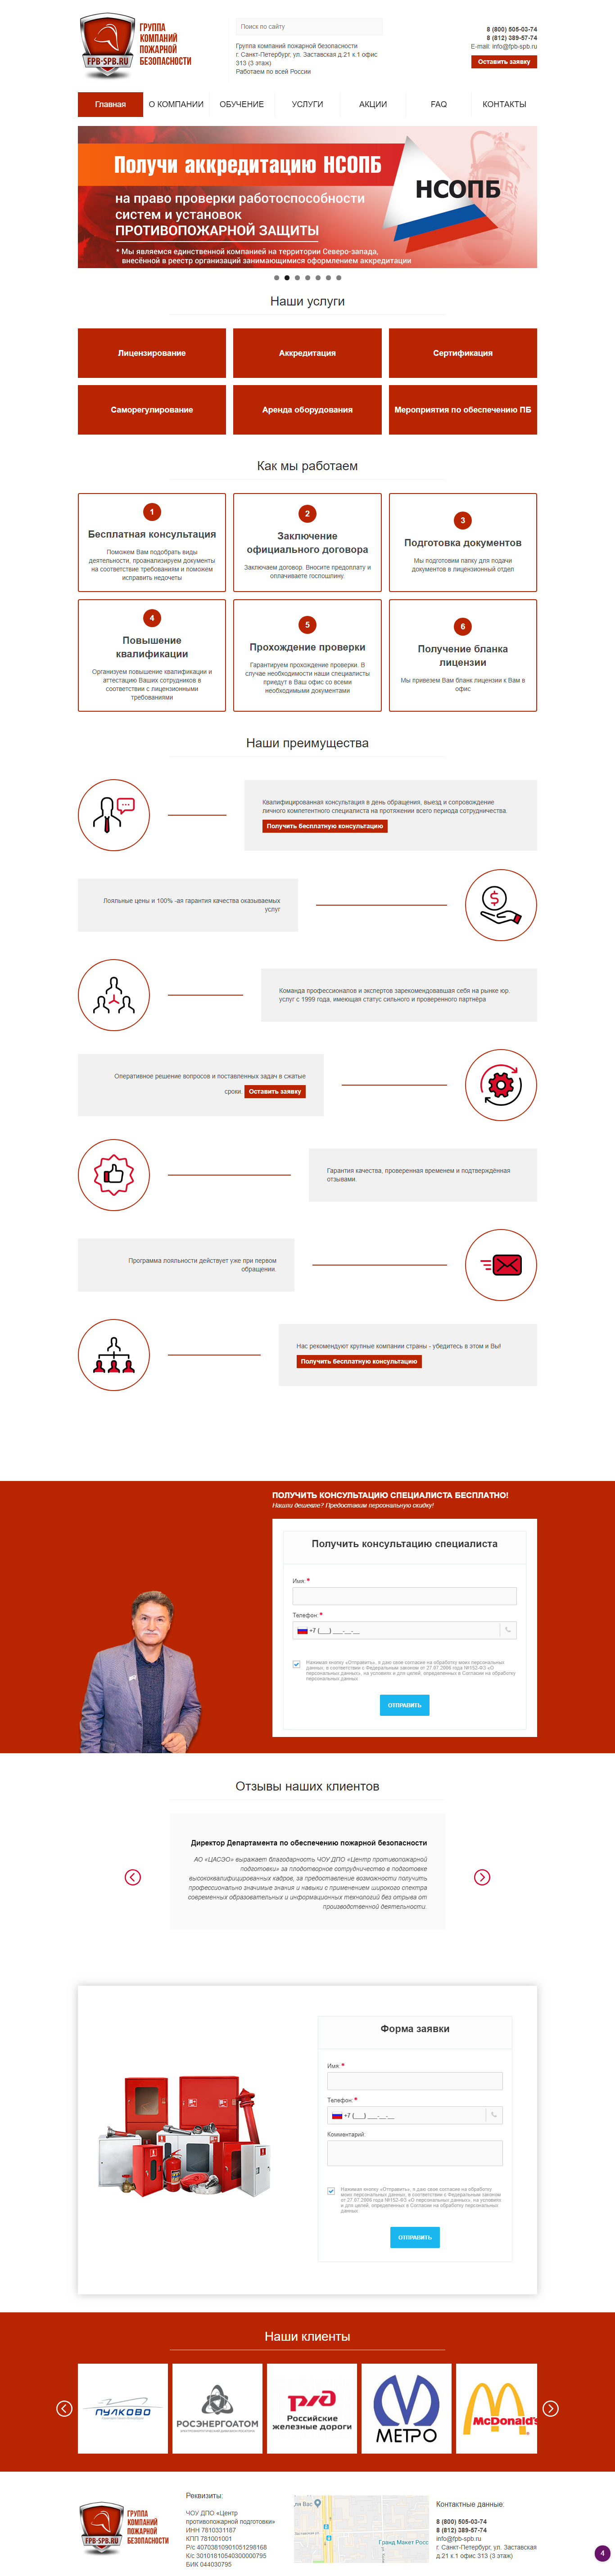 FPB-SPB.RU
ГРУППА
КОМПАНИЙ
ПОЖАРНОЙ
БЕЗОПАСНОСТИ
Поиск по сайту
Группа компаний пожарной безопасности
г. Санкт-Петербург, ул. Заставская д.21 к.1 офис
313 (3 этаж)
Работаем по всей России
8 (800) 505-03-74
8 (812) 389-57-74
E-mail: info@fpb-spb.ru
Оставить заявку
Главная
О КОМПАНИИ
ОБУЧЕНИЕ
УСЛУГИ
АКЦИИ
FAQ
КОНТАКТЫ
Получи аккредитацию НСОПБ
на право проверки работоспособности
систем и установок
ПРОТИВОПОЖАРНОЙ ЗАЩИТЫ
НСОПБ
* Мы являемся единственной компанией на территории Северо-запада,
внесённой в реестр организаций занимающимися оформлением аккредитации
Наши услуги
Лицензирование
Аккредитация
Сертификация
Саморегулирование
Аренда оборудования
Мероприятия по обеспечению ПБ
Как мы работаем
1
Бесплатная консультация
Поможем Вам подобрать виды
деятельности, проанализируем документы
на соответствие требованиям и поможем
исправить недочеты
2
Заключение
официального договора
Заключаем договор. Вносите предоплату и
оплачиваете госпошлину.
3
Подготовка документов
Мы подготовим папку для подачи
документов в лицензионный отдел
4
Повышение
квалификации
Организуем повышение квалификации и
аттестацию Ваших сотрудников в
соответствии с лицензионными
требованиями
5
Прохождение проверки
Гарантируем прохождение проверки. В
случае необходимости наши специалисты
приедут в Ваш офис со всеми
необходимыми документами
6
Получение бланка
лицензии
Мы привезем Вам бланк лицензии к Вам в
офис
Наши преимущества
Квалифицированная консультация в день обращения, выезд и сопровождение
личного компетентного специалиста на протяжении всего периода сотрудничества.
Получить бесплатную консультацию
Лояльные цены и 100% -ая гарантия качества оказываемых
услуг
Команда профессионалов и экспертов зарекомендовавшая себя на рынке юр.
услуг с 1999 года, имеющая статус сильного и проверенного партнёра
Оперативное решение вопросов и поставленных задач в сжатые
сроки. Оставить заявку
Гарантия качества, проверенная временем и подтверждённая
отзывами.
Программа лояльности действует уже при первом
обращении.
Нас рекомендуют крупные компании страны - убедитесь в этом и Вы!
Получить бесплатную консультацию
ПОЛУЧИТЬ КОНСУЛЬТАЦИЮ СПЕЦИАЛИСТА БЕСПЛАТНО!
Нашли дешевле? Предоставим персональную скидку!
Получить консультацию специалиста
Имя: *
Телефон: *
+7 (___) ___-__-__
Нажимая кнопку «Отправить», я даю свое согласие на обработку моих персональных
данных, в соответствии с Федеральным законом от 27.07.2006 года №152-ФЗ «О
персональных данных», на условиях и для целей, определенных в Согласии на обработку
персональных данных
ОТПРАВИТЬ
Отзывы наших клиентов
Директор Департамента по обеспечению пожарной безопасности
АО «ЦАСЭО» выражает благодарность ЧОУ ДПО «Центр противопожарной
подготовки» за плодотворное сотрудничество в подготовке
высококвалифицированных кадров, за предоставление возможности получить
профессионально значимые знания и навыки с применением широкого спектра
современных образовательных и информационных технологий без отрыва от
производственной деятельности.
Форма заявки
Имя: *
Телефон: *
+7 (___) ___-__-__
Комментарий:
Нажимая кнопку «Отправить», я даю свое согласие на обработку
моих персональных данных, в соответствии с Федеральным законом
от 27.07.2006 года №152-ФЗ «О персональных данных», на условиях
и для целей, определенных в Согласии на обработку персональных
данных
ОТПРАВИТЬ
Наши клиенты
ПУЛКОВО
РОСЭНЕРГОАТОМ
Российские
железные дороги
МЕТРО
McDonald's
FPB-SPB.RU
ГРУППА
КОМПАНИЙ
ПОЖАРНОЙ
БЕЗОПАСНОСТИ
Реквизиты:
ЧОУ ДПО «Центр
противопожарной подготовки»
ИНН 7810331187
КПП 781001001
Р/с 40703810901051298168
К/с 30101810540300000795
БИК 044030795
для Вас
Гранд Макет Росс
Контактные данные:
8 (800) 505-03-74
8 (812) 389-57-74
info@fpb-spb.ru
г. Санкт-Петербург, ул. Заставская
д.21 к.1 офис 313 (3 этаж)
4